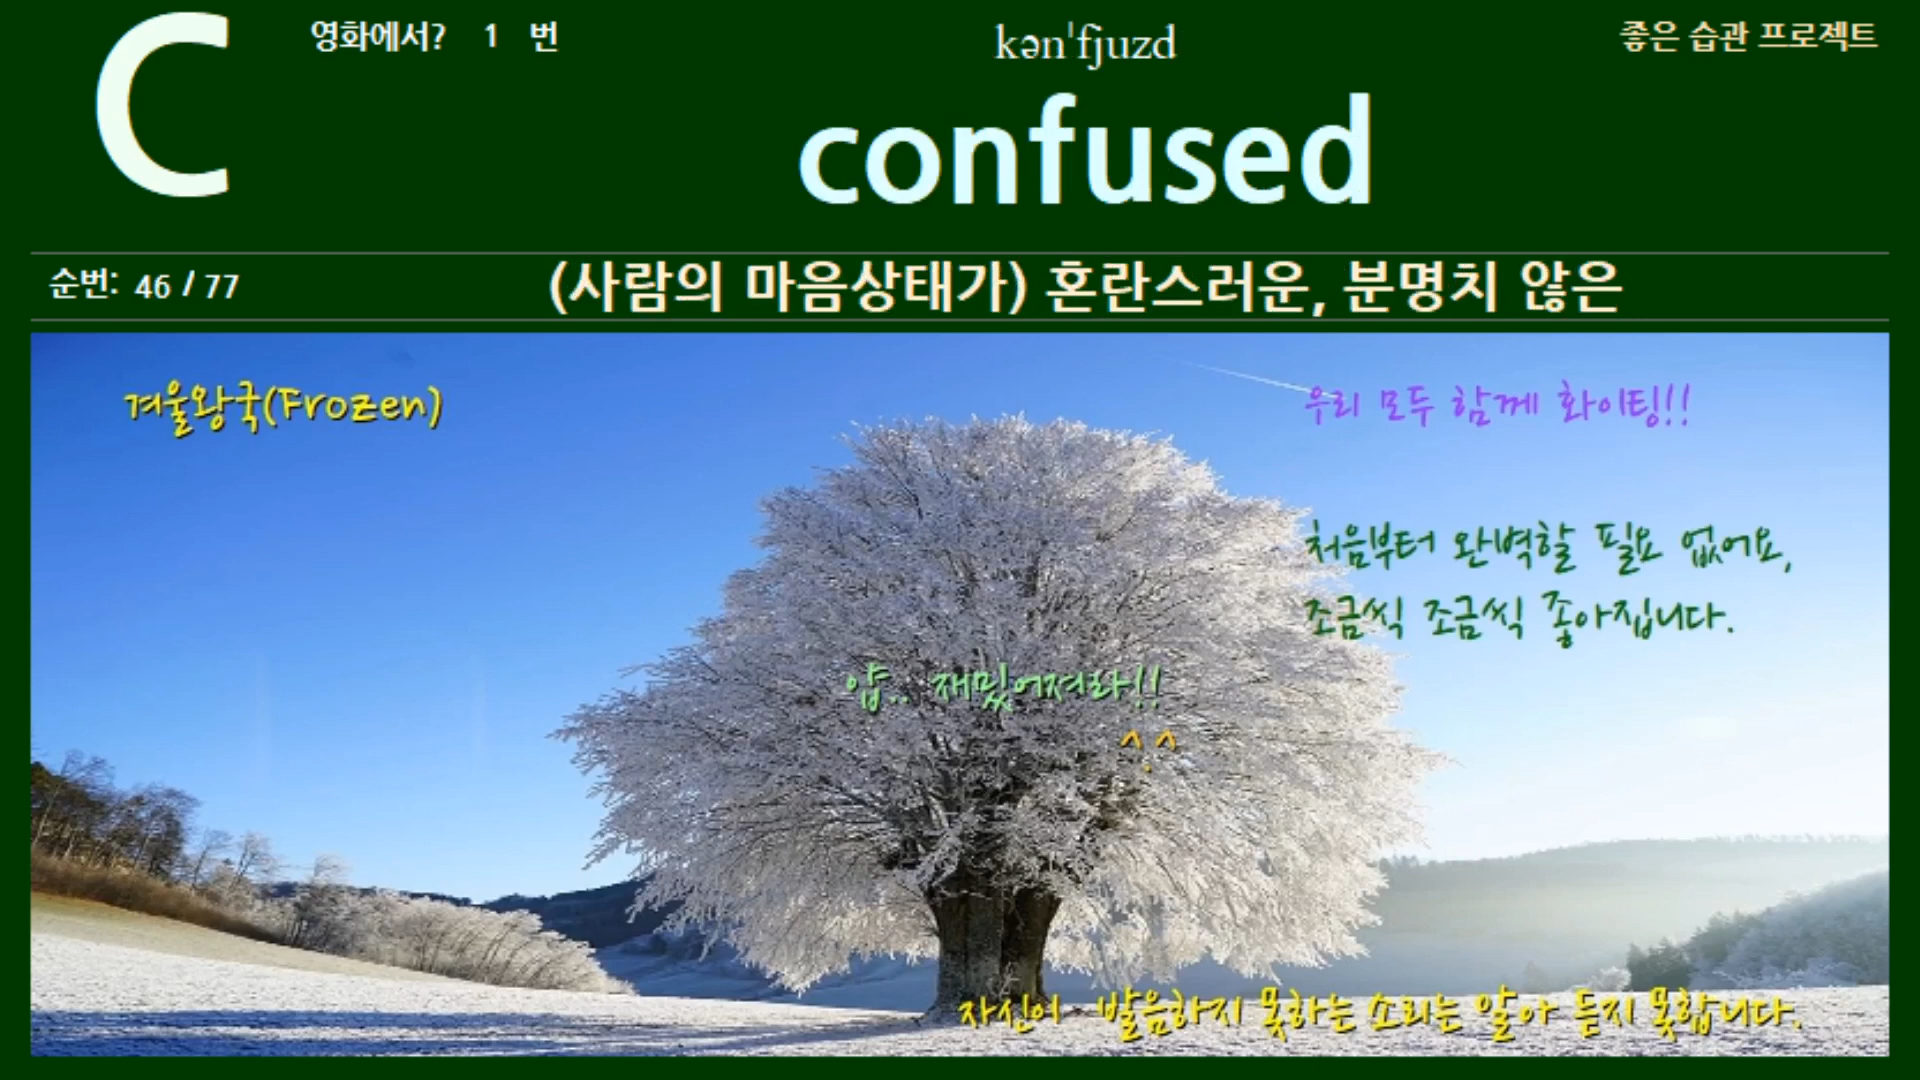 C
영화에서? 1 번
kən'fjuzd
좋은 습관 프로젝트
confused
순번: 46 / 77
(사람의 마음상태가) 혼란스러운, 분명치 않은
겨울왕국(Frozen)
우리 모두 함께 화이팅!!
처음부터 완벽할 필요 없어요,
조금씩 조금씩 좋아집니다.
얍.. 재밌어져라!!
^.^
자신이 발음하지 못하는 소리는 알아 듣지 못합니다.